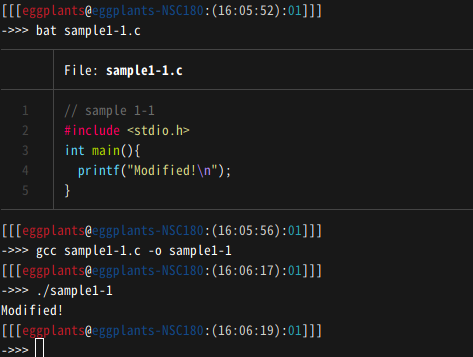 [[[eggplants@eggplants-NSC180:(16:05:52):01]]]
->>> bat sample1-1.c
File: sample1-1.c
1 // sample 1-1
2 #include <stdio.h>
3 int main(){
4 printf("Modified!\n");
5 }
[[[eggplants@eggplants-NSC180:(16:05:56):01]]]
->>> gcc sample1-1.c -o sample1-1
[[[eggplants@eggplants-NSC180:(16:06:17):01]]]
->>> ./sample1-1
Modified!
[[[eggplants@eggplants-NSC180:(16:06:19):01]]]
->>>